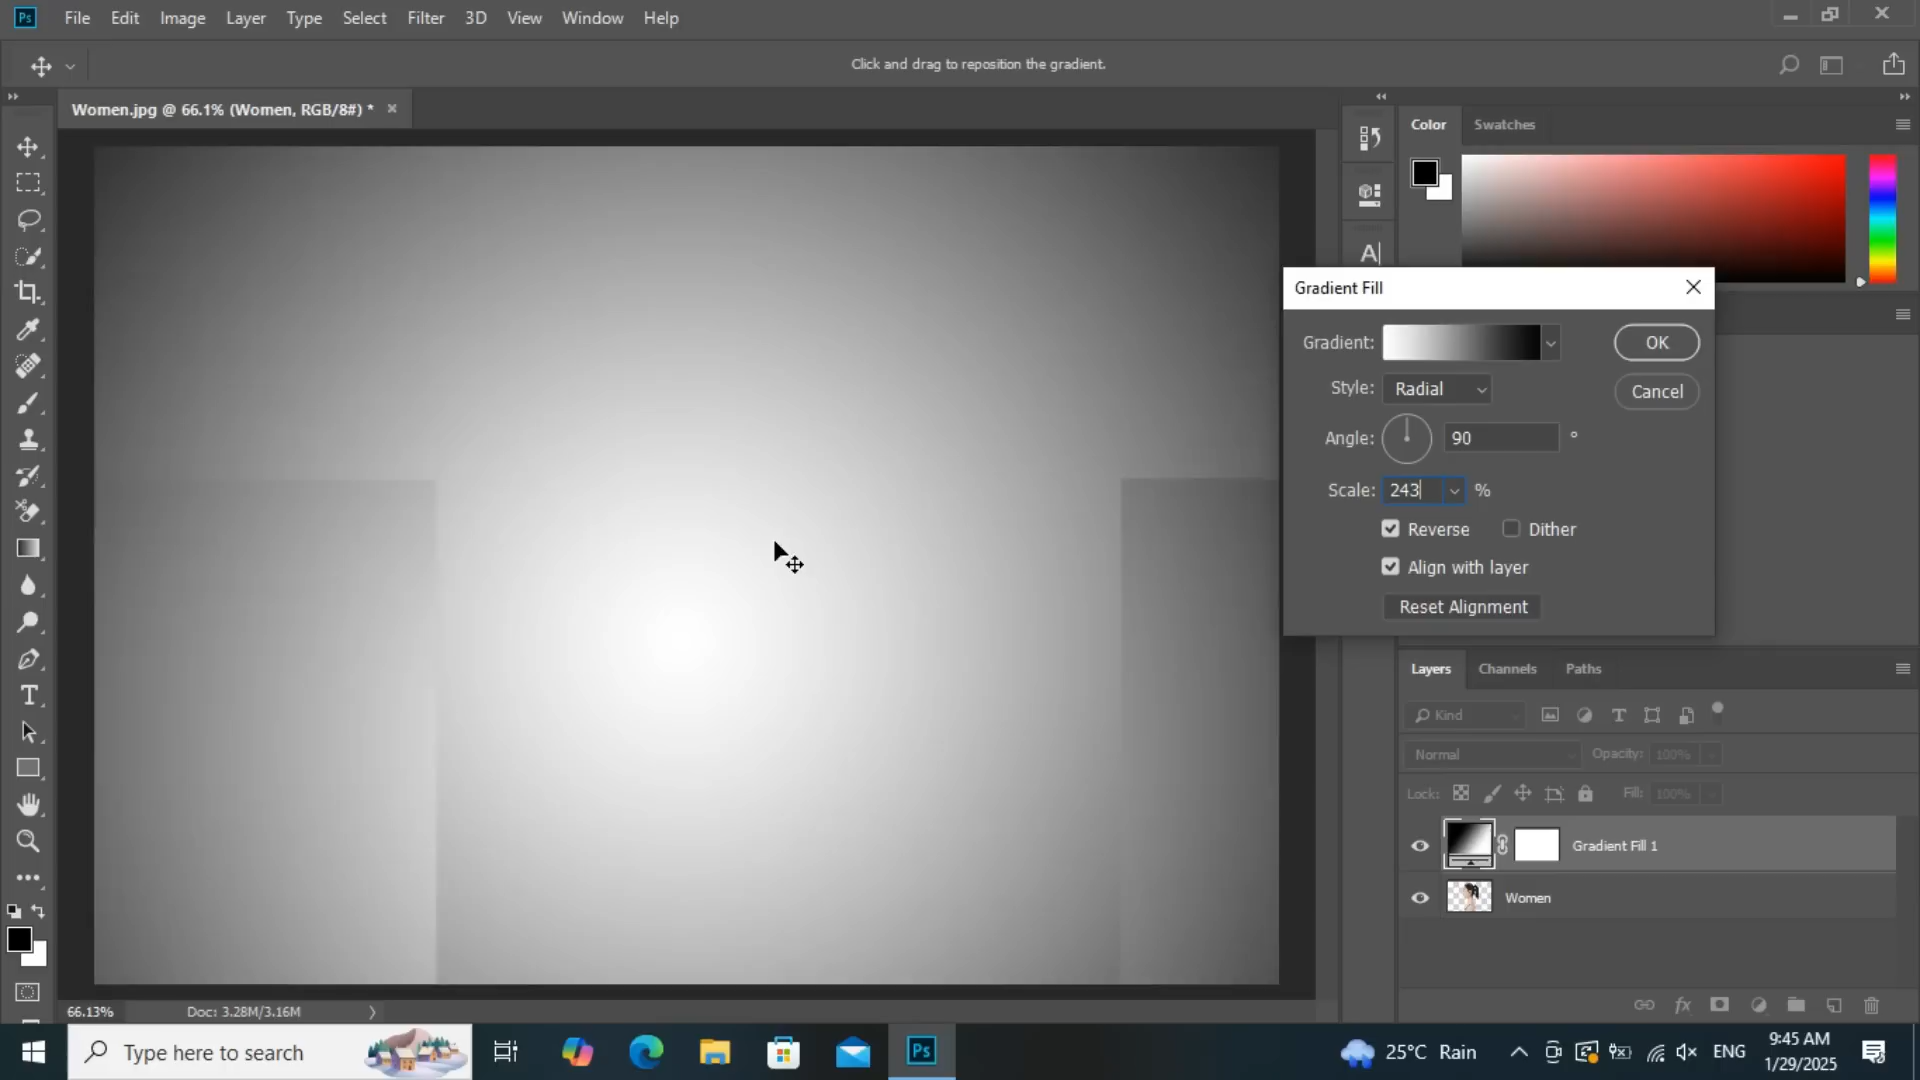 Ps File Edit Image Layer Type Select Filter 3D View Window Help
Click and drag to reposition the gradient.
Women.jpg @ 66.1% (Women, RGB/8#) *
Color Swatches
Gradient Fill
Gradient: OK
Style: Radial Cancel
Angle: 90 °
Scale: 243 %
Reverse Dither
Align with layer
Reset Alignment
Layers Channels Paths
Kind
Normal Opacity: 100%
Lock: Fill: 100%
Gradient Fill 1
Women
66.13% Doc: 3.28M/3.16M
Type here to search Ps 25°C Rain ENG 9:45 AM
1/29/2025